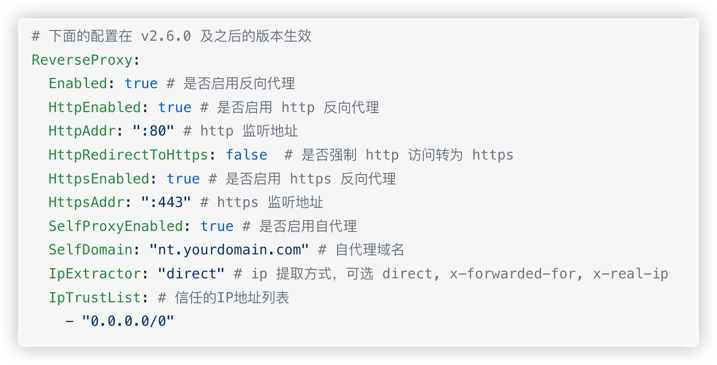 # 下面的配置在 v2.6.0 及之后的版本生效
ReverseProxy:
  Enabled: true # 是否启用反向代理
  HttpEnabled: true # 是否启用 http 反向代理
  HttpAddr: ":80" # http 监听地址
  HttpRedirectToHttps: false  # 是否强制 http 访问转为 https
  HttpsEnabled: true # 是否启用 https 反向代理
  HttpsAddr: ":443" # https 监听地址
  SelfProxyEnabled: true # 是否启用自代理
  SelfDomain: "nt.yourdomain.com" # 自代理域名
  IpExtractor: "direct" # ip 提取方式，可选 direct, x-forwarded-for, x-real-ip
  IpTrustList: # 信任的IP地址列表
    - "0.0.0.0/0"